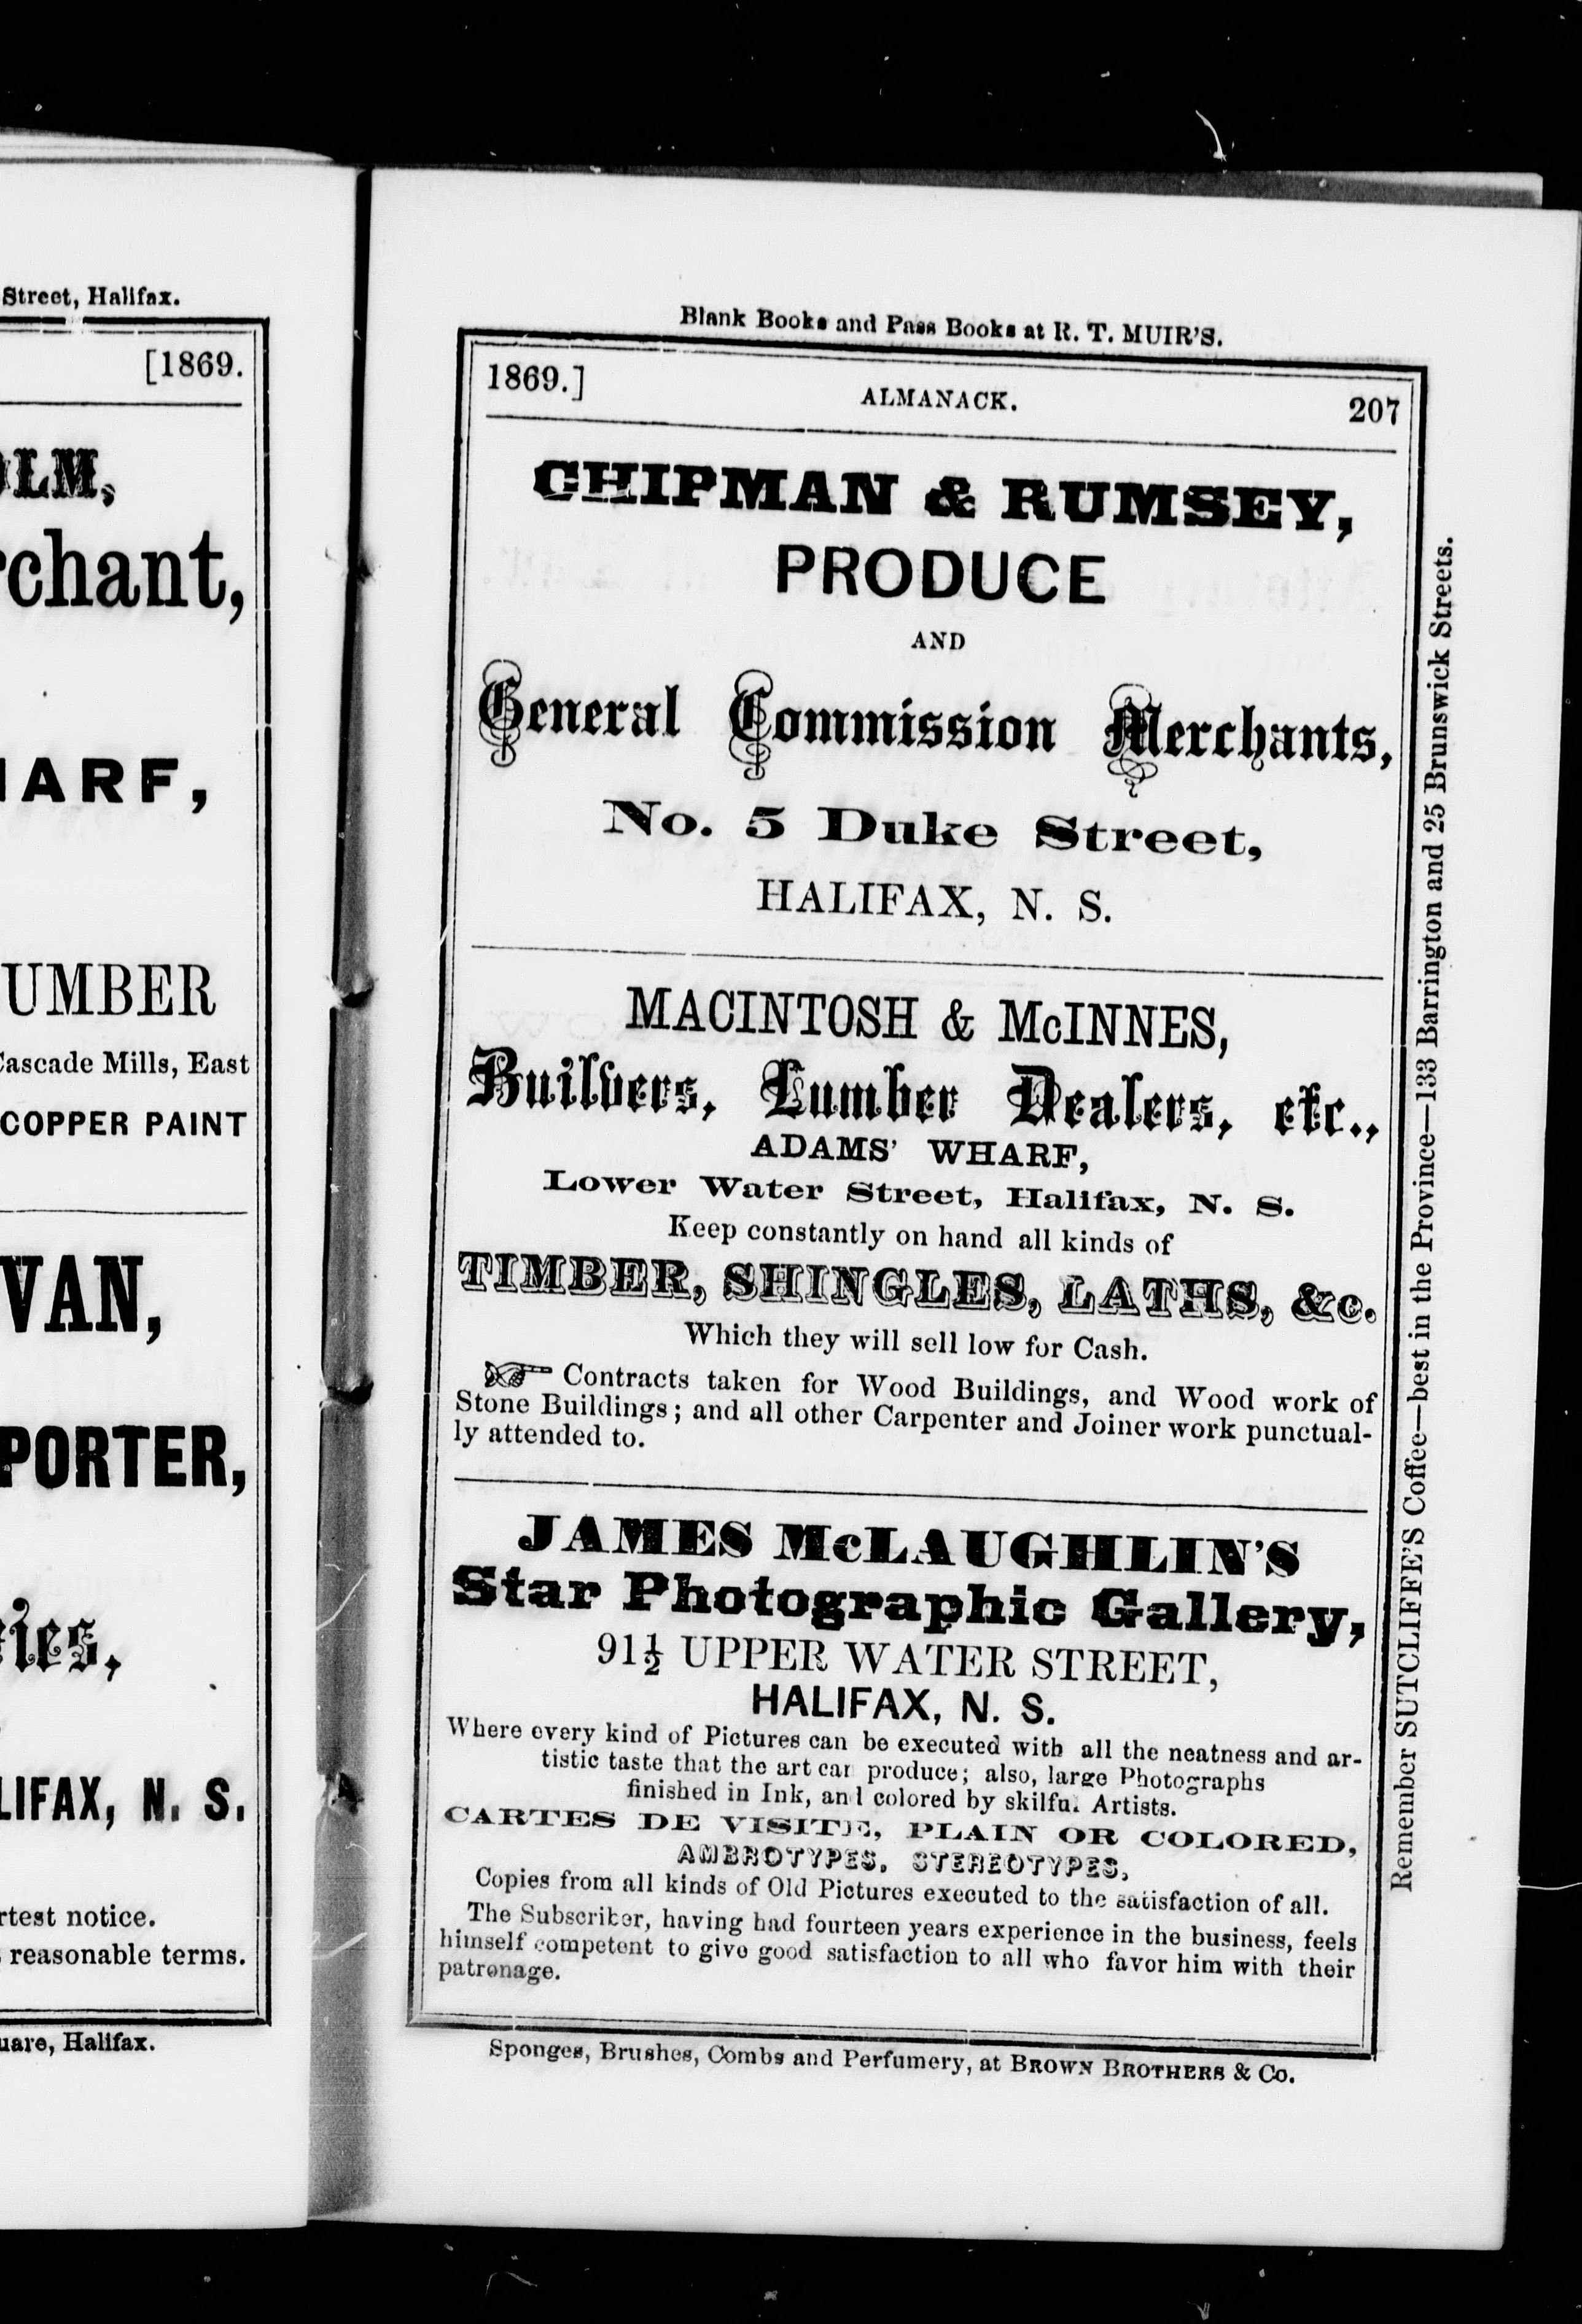 Street, Halifax.
[1869.
chant,
UMBER
Cascade Mills, East
COPPER PAINT
rtest notice.
reasonable terms.
Halifax.
Blank Books and Pass Books at R. T. MUIR'S.
1869.] ALMANACK. 207
CHIPMAN & RUMSEY,
PRODUCE
AND
General Commission Merchants,
No. 5 Duke Street,
HALIFAX, N. S.
MACINTOSH & McINNES,
Builders, Lumber Dealers, etc.,
ADAMS' WHARF,
Lower Water Street, Halifax, N. S.
Keep constantly on hand all kinds of
TIMBER, SHINGLES, LATHS, &c.
Which they will sell low for Cash.
☞ Contracts taken for Wood Buildings, and Wood work of
Stone Buildings; and all other Carpenter and Joiner work punctual-
ly attended to.
JAMES McLAUGHLIN'S
Star Photographic Gallery,
91½ UPPER WATER STREET,
HALIFAX, N. S.
Where every kind of Pictures can be executed with all the neatness and ar-
tistic taste that the art can produce; also, large Photographs
finished in Ink, and colored by skilful Artists.
CARTES DE VISITE, PLAIN OR COLORED,
AMBROTYPES, STEREOTYPES,
Copies from all kinds of Old Pictures executed to the satisfaction of all.
The Subscriber, having had fourteen years experience in the business, feels
himself competent to give good satisfaction to all who favor him with their
patronage.
Sponges, Brushes, Combs and Perfumery, at BROWN BROTHERS & Co.
Remember SUTCLIFFE'S Coffee—best in the Province—133 Barrington and 25 Brunswick Streets.